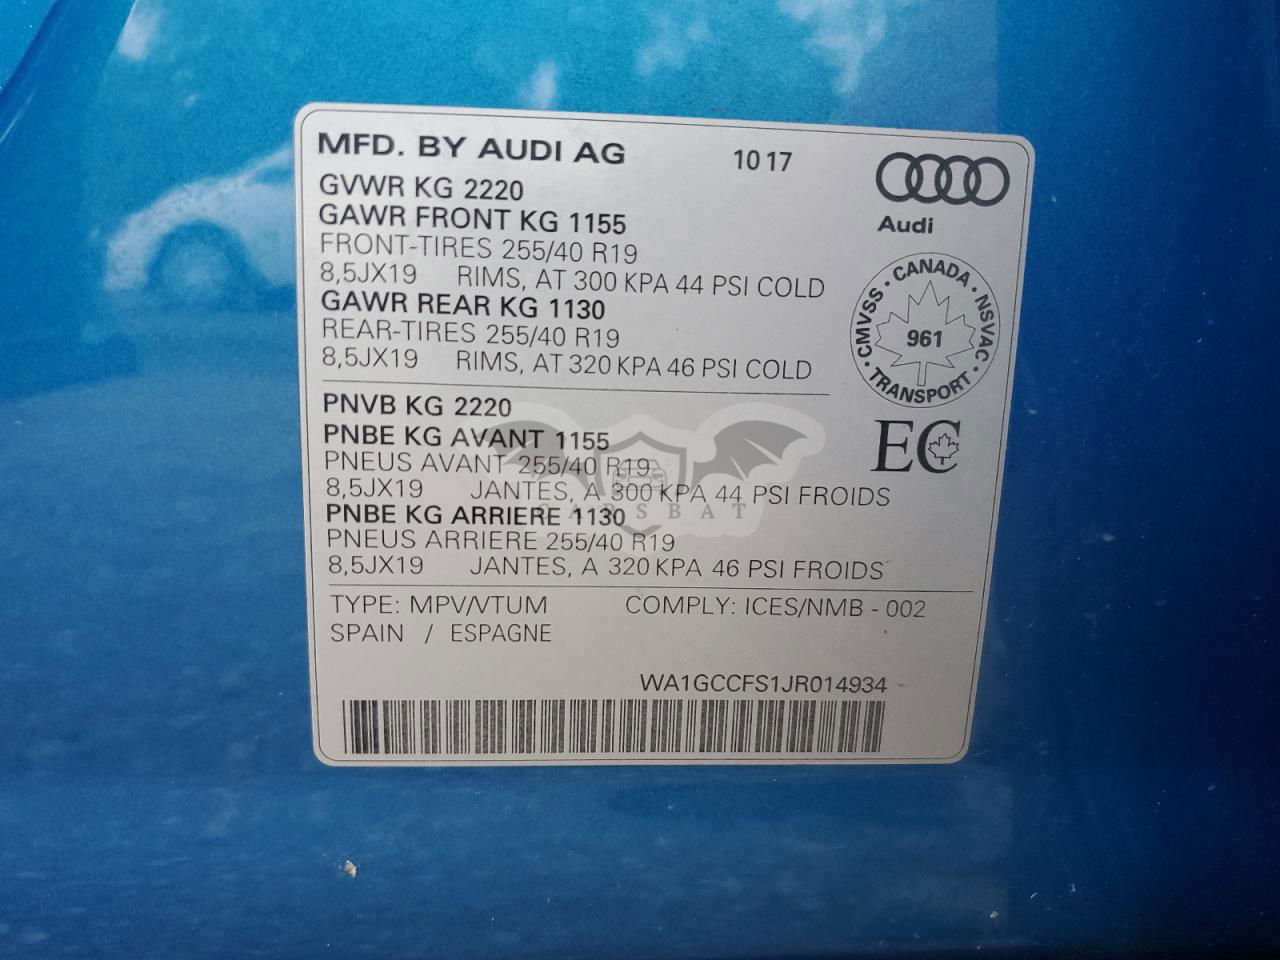 MFD. BY AUDI AG 10 17
GVWR KG 2220
GAWR FRONT KG 1155
FRONT-TIRES 255/40 R19
8,5JX19 RIMS, AT 300 KPA 44 PSI COLD
GAWR REAR KG 1130
REAR-TIRES 255/40 R19
8,5JX19 RIMS, AT 320 KPA 46 PSI COLD
Audi
CMVSS · CANADA · NSVAC · TRANSPORT ·
961
PNVB KG 2220
PNBE KG AVANT 1155
PNEUS AVANT 255/40 R19
8,5JX19 JANTES, A 300 KPA 44 PSI FROIDS
PNBE KG ARRIERE 1130
PNEUS ARRIERE 255/40 R19
8,5JX19 JANTES, A 320 KPA 46 PSI FROIDS
EC
CARSBAT
TYPE: MPV/VTUM COMPLY: ICES/NMB - 002
SPAIN / ESPAGNE
WA1GCCFS1JR014934